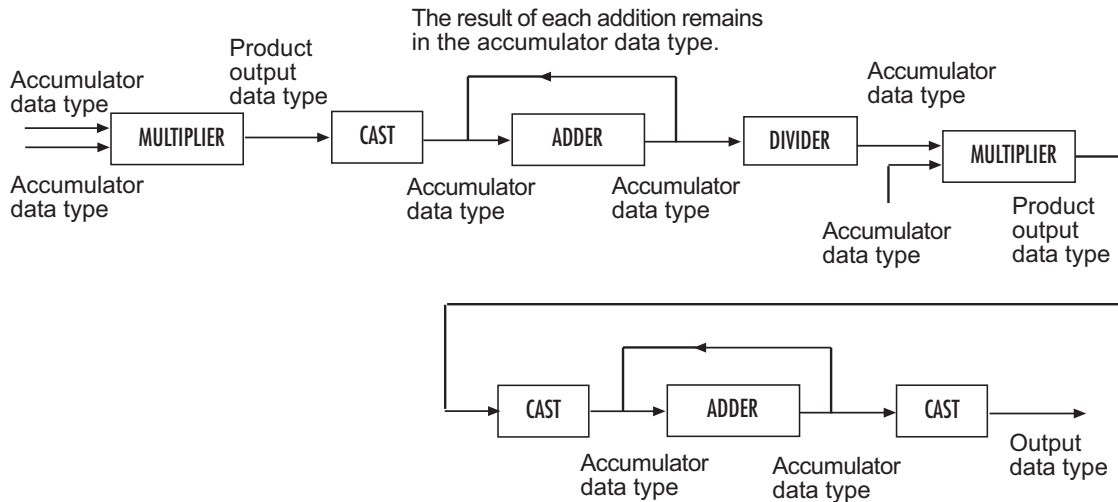 The result of each addition remains
in the accumulator data type.
Accumulator
data type
Accumulator
data type
MULTIPLIER
Product
output
data type
CAST
Accumulator
data type
ADDER
Accumulator
data type
DIVIDER
Accumulator
data type
Accumulator
data type
MULTIPLIER
Product
output
data type
CAST
Accumulator
data type
ADDER
Accumulator
data type
CAST
Output
data type